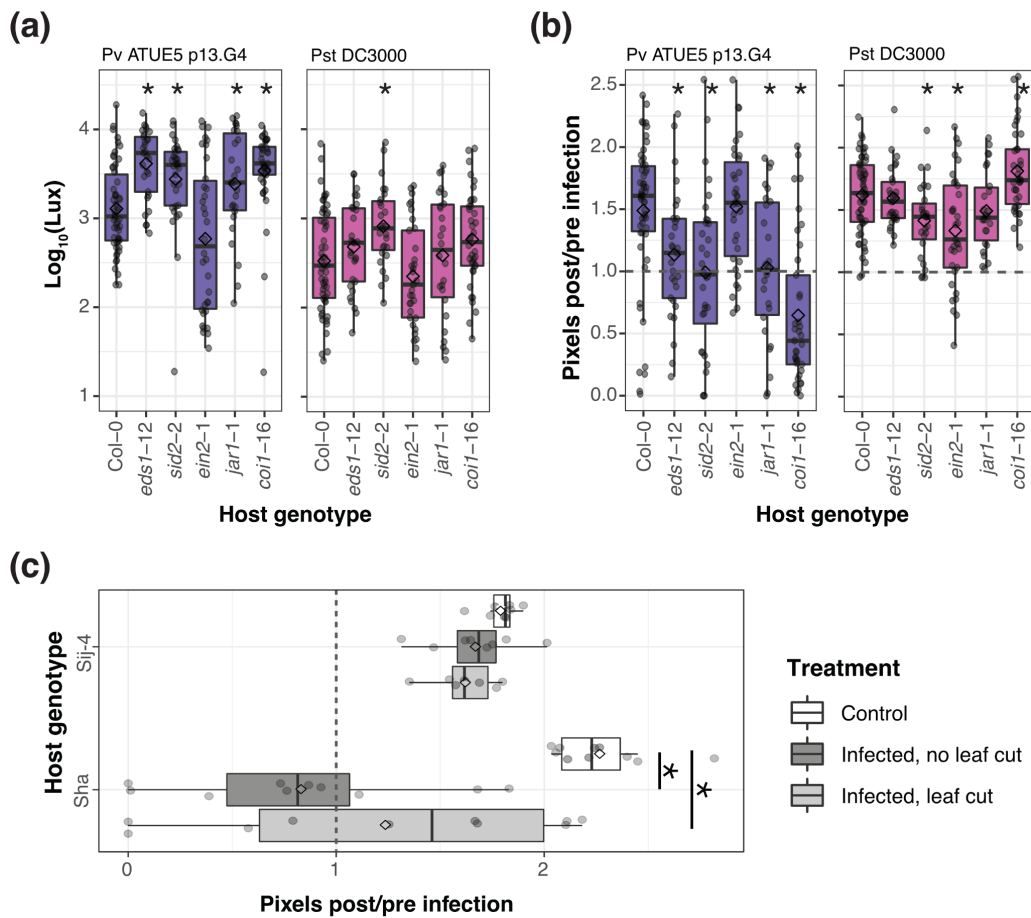 (a)
Pv ATUE5 p13.G4
Pst DC3000
* * * *
*
Log10(Lux)
4
3
2
1
Col−0
eds1−12
sid2−2
ein2−1
jar1−1
coi1−16
Col−0
eds1−12
sid2−2
ein2−1
jar1−1
coi1−16
Host genotype
(b)
Pv ATUE5 p13.G4
Pst DC3000
* * * *
* * *
Pixels post/pre infection
2.5
2.0
1.5
1.0
0.5
0.0
Col−0
eds1−12
sid2−2
ein2−1
jar1−1
coi1−16
Col−0
eds1−12
sid2−2
ein2−1
jar1−1
coi1−16
Host genotype
(c)
Host genotype
Sij-4
Sha
*
*
0
1
2
Pixels post/pre infection
Treatment
Control
Infected, no leaf cut
Infected, leaf cut